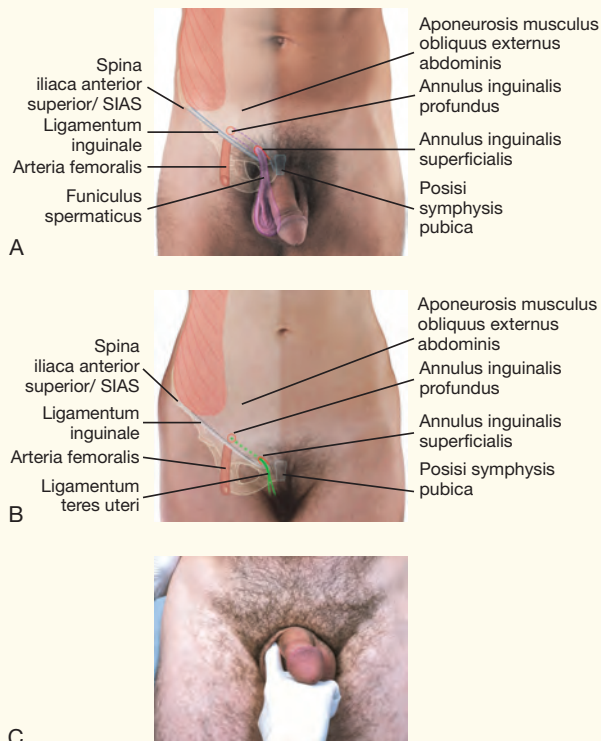 Spina
iliaca anterior
superior/ SIAS
Ligamentum
inguinale
Arteria femoralis
Funiculus
spermaticus
Aponeurosis musculus
obliquus externus
abdominis
Annulus inguinalis
profundus
Annulus inguinalis
superficialis
Posisi
symphysis
pubica
A
Spina
iliaca anterior
superior/ SIAS
Ligamentum
inguinale
Arteria femoralis
Ligamentum
teres uteri
Aponeurosis musculus
obliquus externus
abdominis
Annulus inguinalis
profundus
Annulus inguinalis
superficialis
Posisi symphysis
pubica
B
C